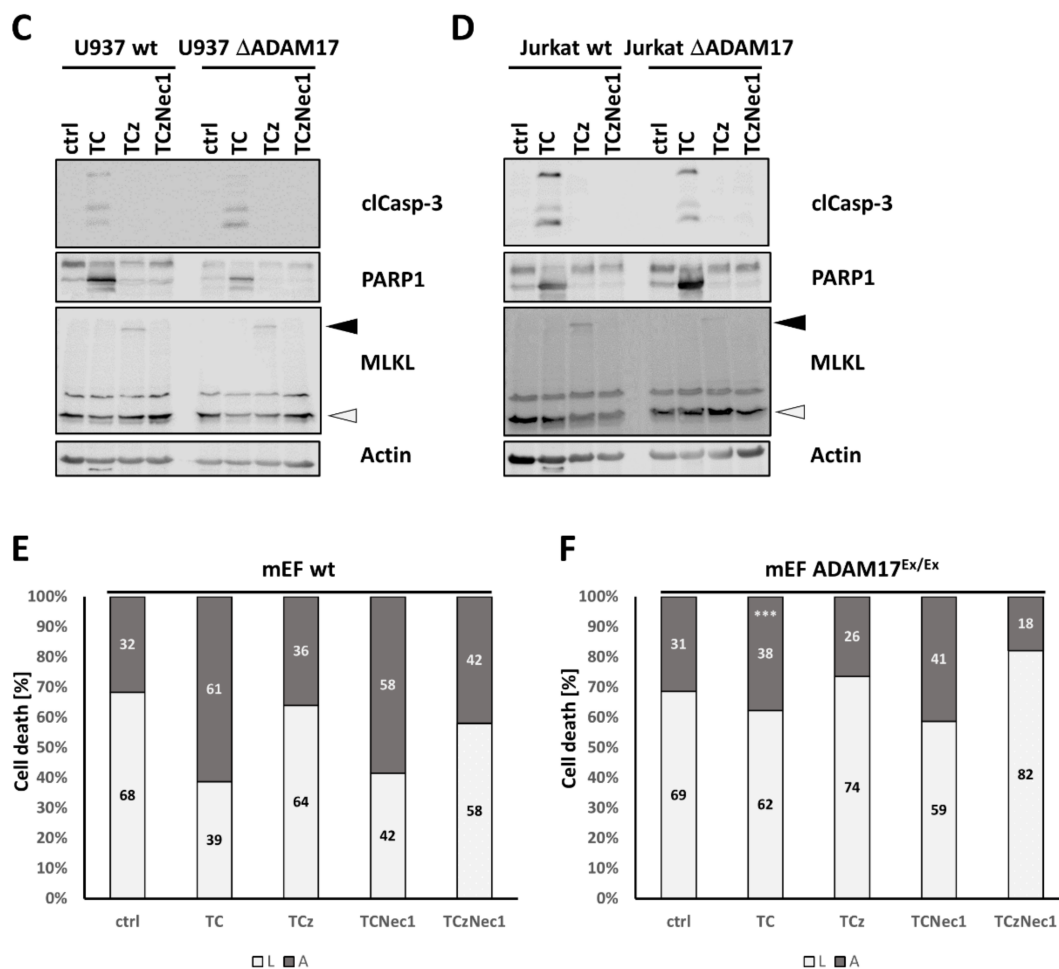 C
U937 wt U937 ΔADAM17
ctrl TC TCz TCzNec1 ctrl TC TCz TCzNec1
clCasp-3
PARP1
MLKL
Actin
D
Jurkat wt Jurkat ΔADAM17
ctrl TC TCz TCzNec1 ctrl TC TCz TCzNec1
clCasp-3
PARP1
MLKL
Actin
E
mEF wt
Cell death [%]
100%
90%
80%
70%
60%
50%
40%
30%
20%
10%
0%
32 61 36 58 42
68 39 64 42 58
ctrl TC TCz TCNec1 TCzNec1
L A
F
mEF ADAM17Ex/Ex
Cell death [%]
100%
90%
80%
70%
60%
50%
40%
30%
20%
10%
0%
***
31 38 26 41 18
69 62 74 59 82
ctrl TC TCz TCNec1 TCzNec1
L A